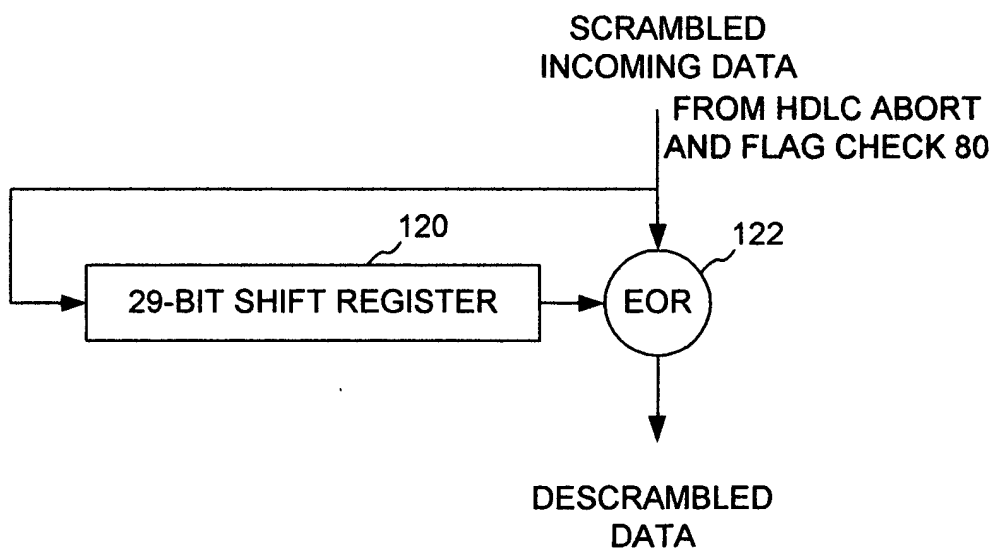 SCRAMBLED
INCOMING DATA
FROM HDLC ABORT
AND FLAG CHECK 80
120
122
29-BIT SHIFT REGISTER
EOR
DESCRAMBLED
DATA